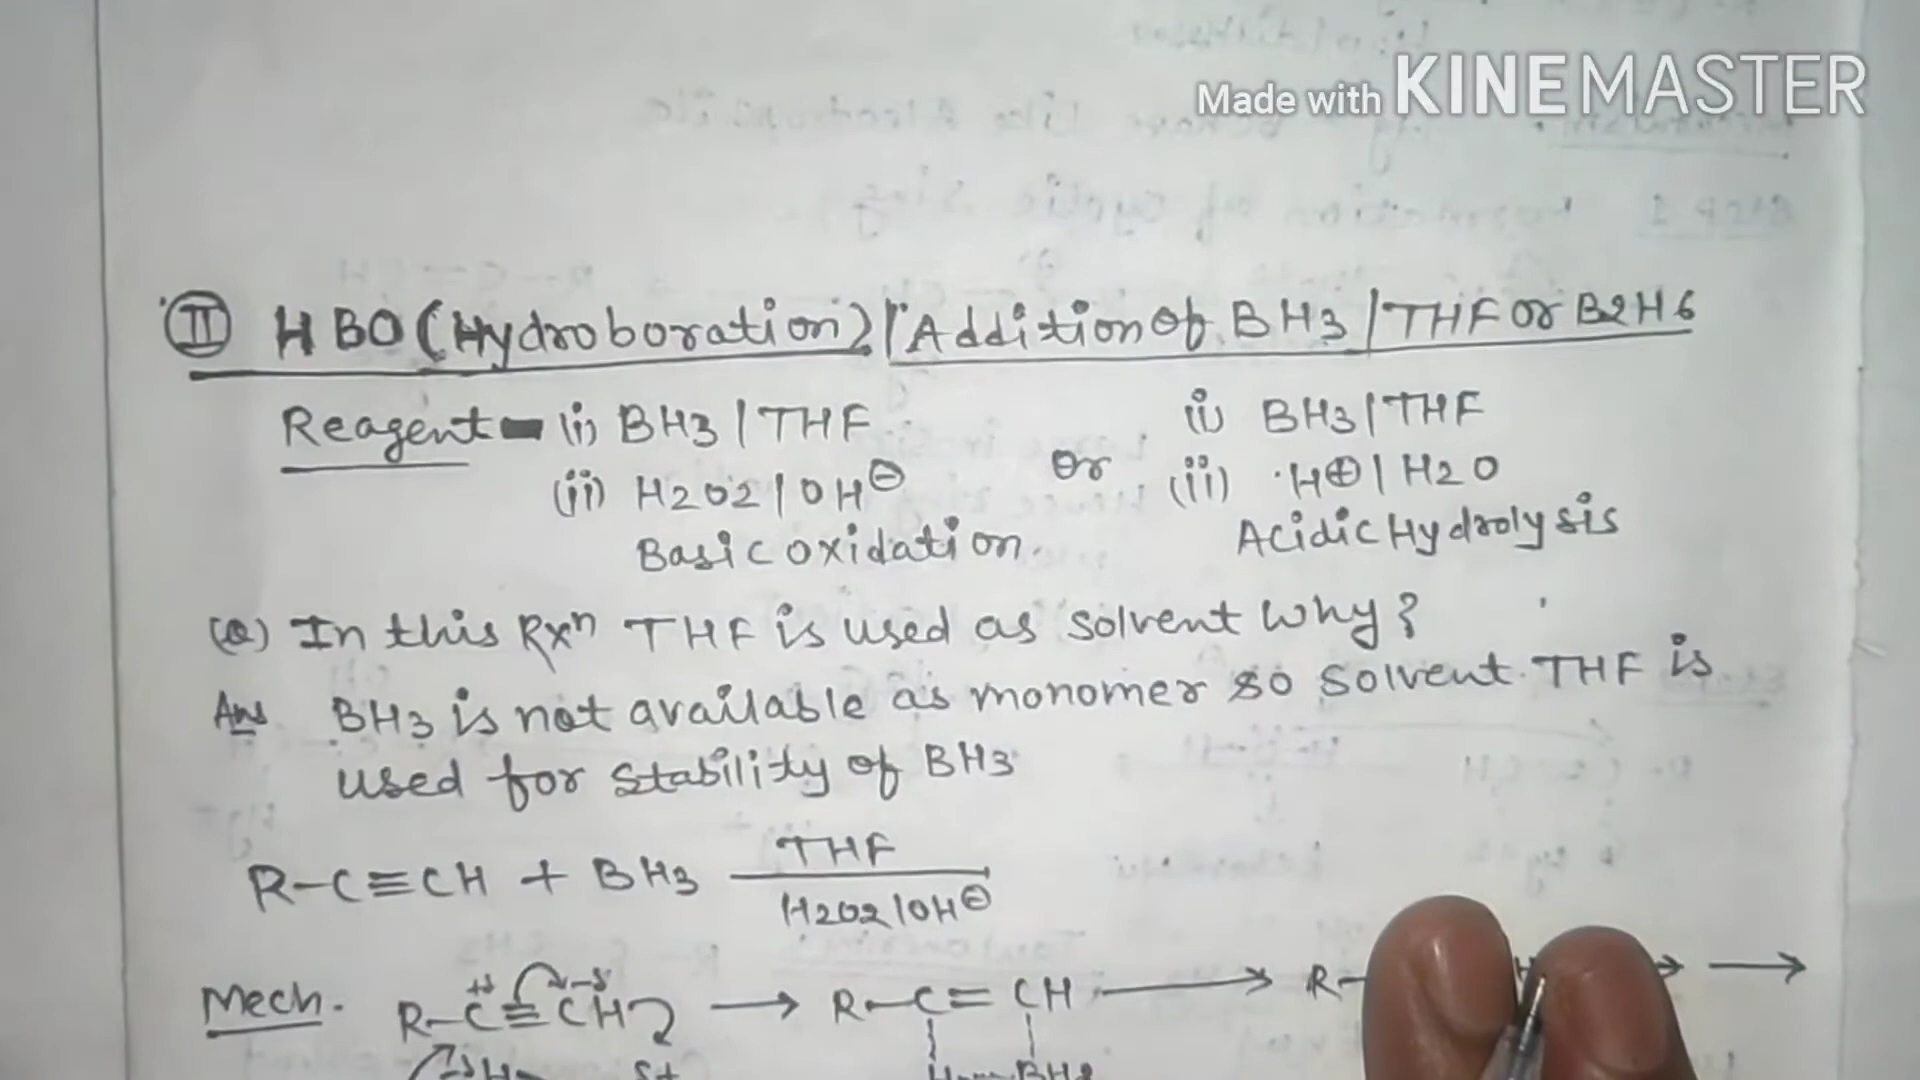 Made with KINEMASTER
II HBO (Hydroboration) / Addition of BH3 / THF or B2H6
Reagent - (i) BH3 / THF or (i) BH3 / THF
(ii) H2O2 / OH⊖ (ii) H⊕ / H2O
Basic oxidation. Acidic Hydrolysis
(Q) In this Rxⁿ THF is used as solvent why?
Ans BH3 is not available as monomer so solvent THF is
used for stability of BH3
R-C≡CH + BH3 THF
H2O2 / OH⊖
Mech. R-C≡CH → R-C=CH → R- →